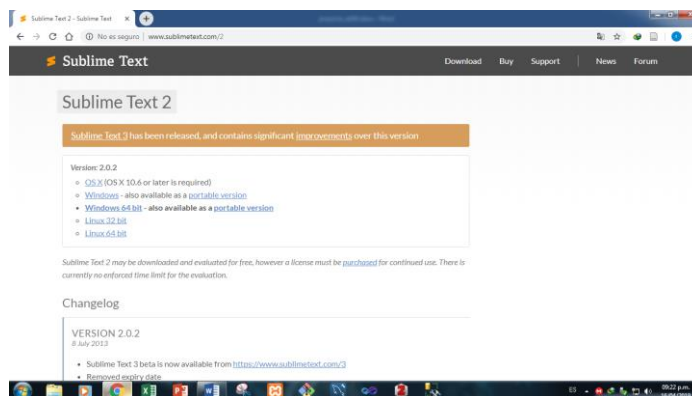 Sublime Text 2 - Sublime Text
No es seguro | www.sublimetext.com/2
Sublime Text
Download Buy Support News Forum
Sublime Text 2
Sublime Text 3 has been released, and contains significant improvements over this version
Version: 2.0.2
OS X (OS X 10.6 or later is required)
Windows - also available as a portable version
Windows 64 bit - also available as a portable version
Linux 32 bit
Linux 64 bit
Sublime Text 2 may be downloaded and evaluated for free, however a license must be purchased for continued use. There is
currently no enforced time limit for the evaluation.
Changelog
VERSION 2.0.2
8 July 2013
Sublime Text 3 beta is now available from https://www.sublimetext.com/3
Removed expiry date
ES
09:22 p.m.